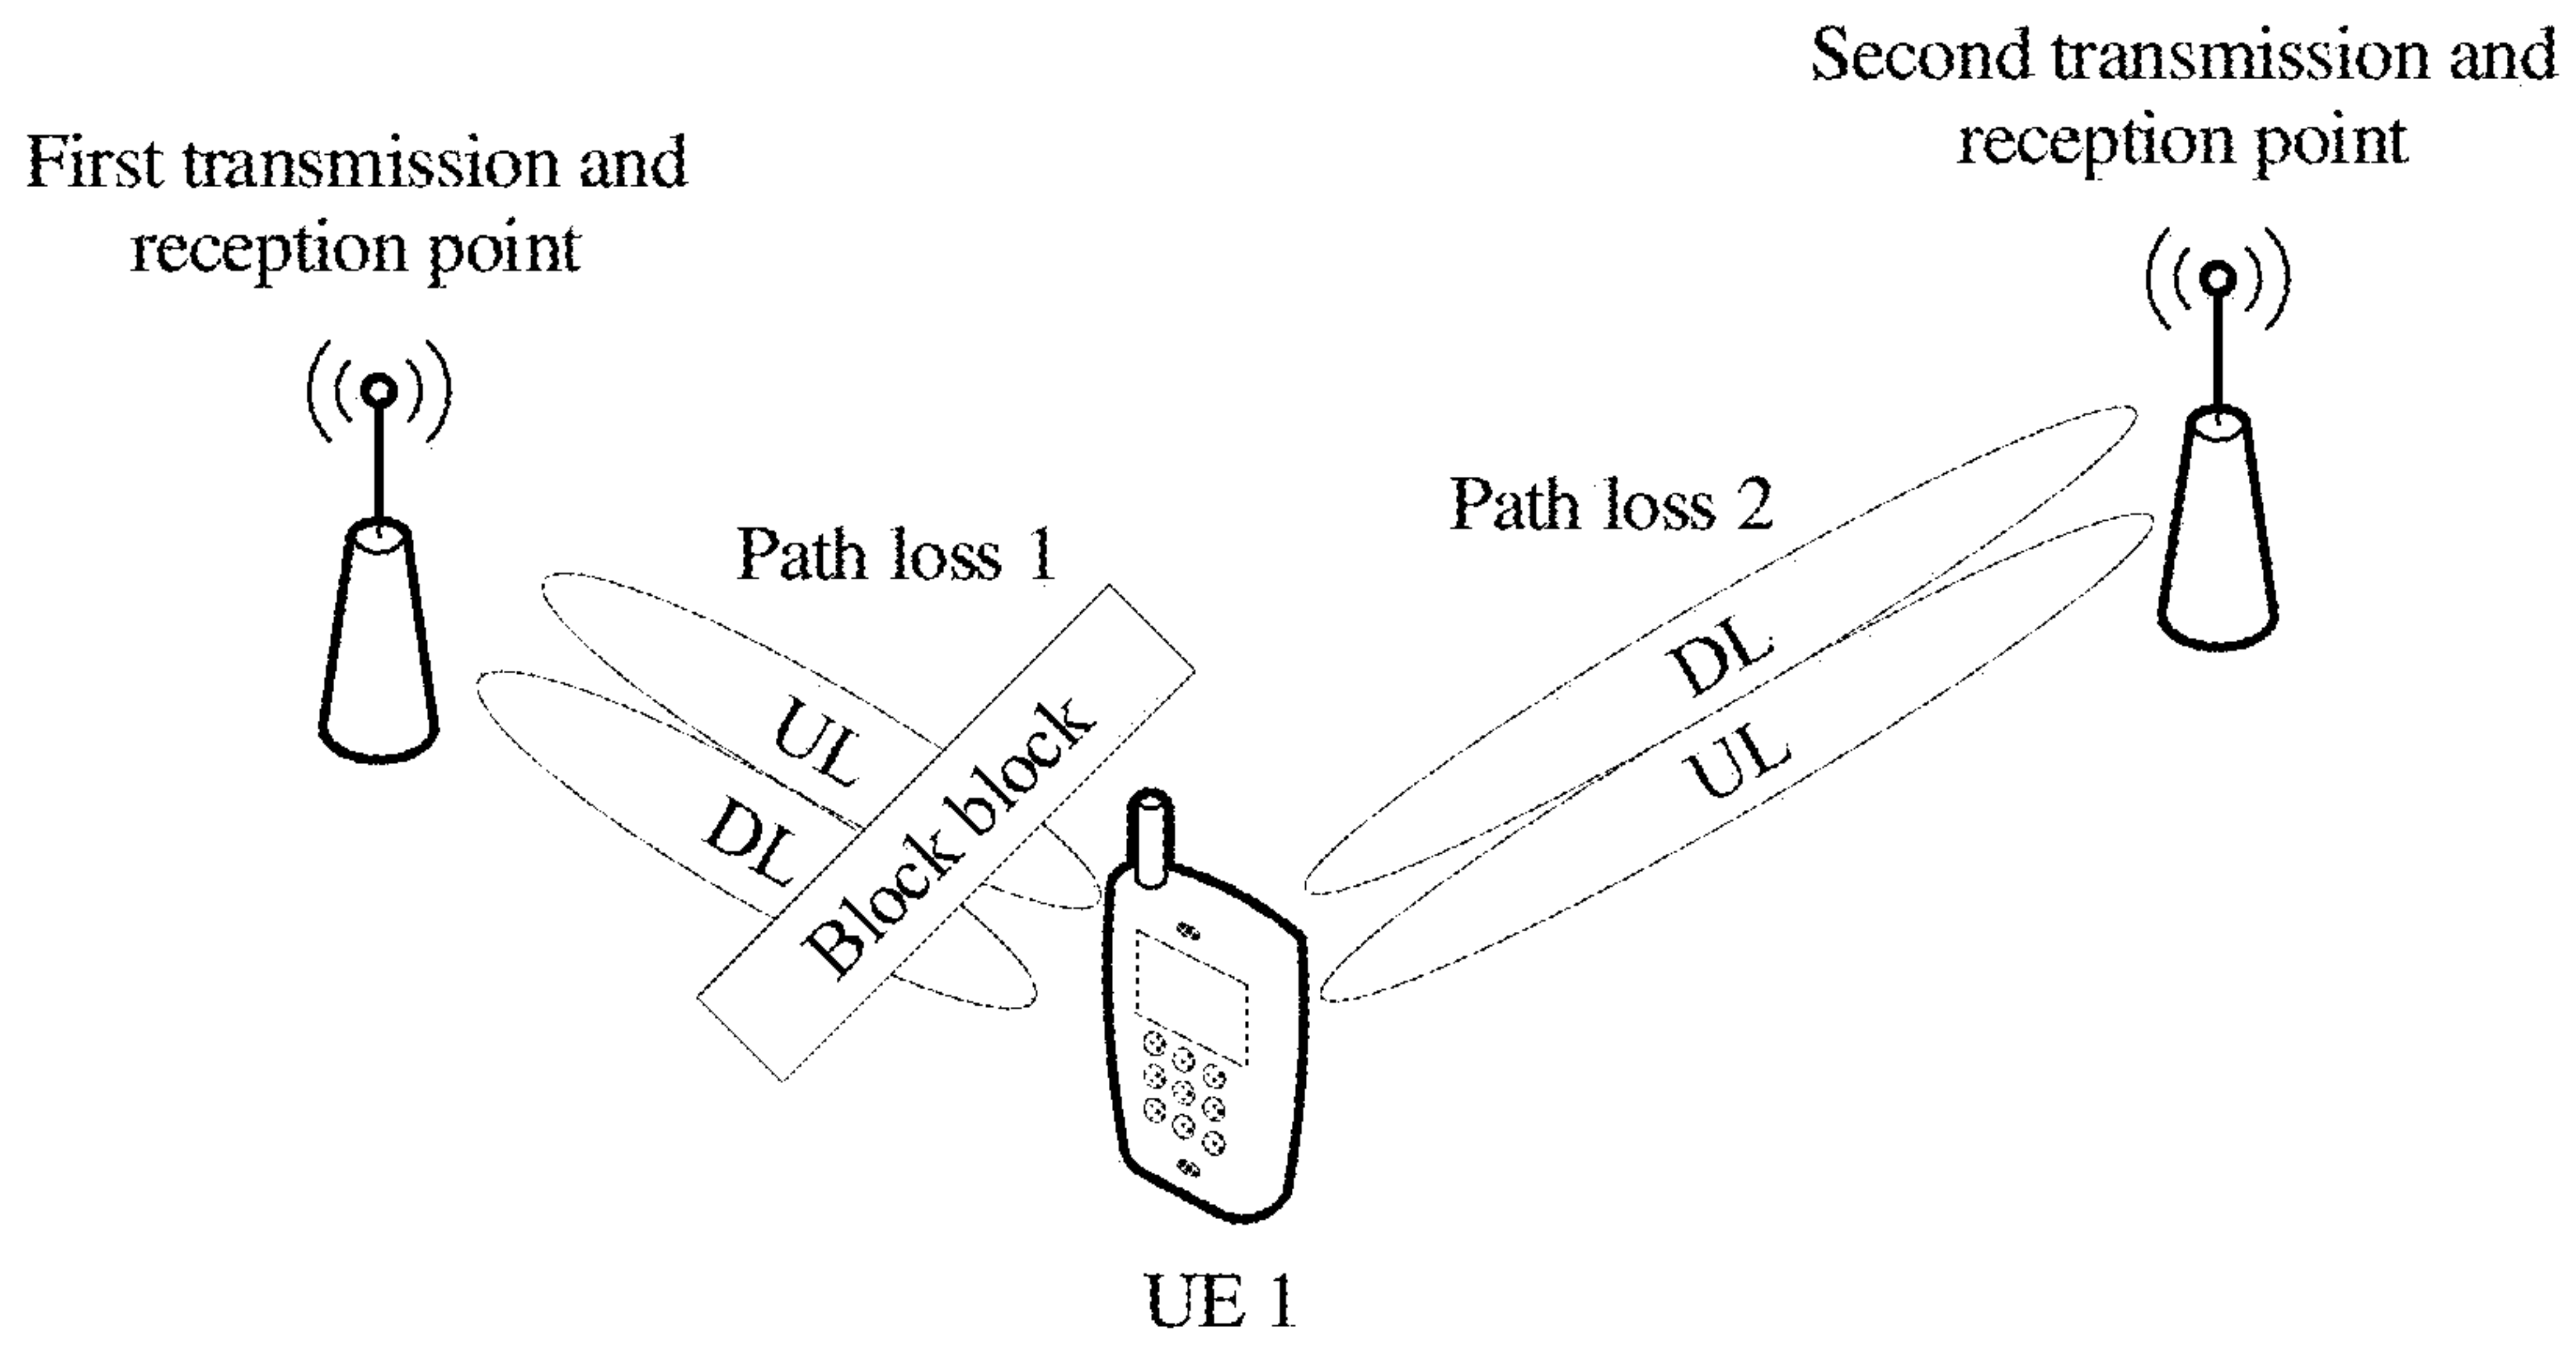 Second transmission and
reception point
First transmission and
reception point
Path loss 2
Path loss 1
DL
UL
UL
DL
Block block
UE 1